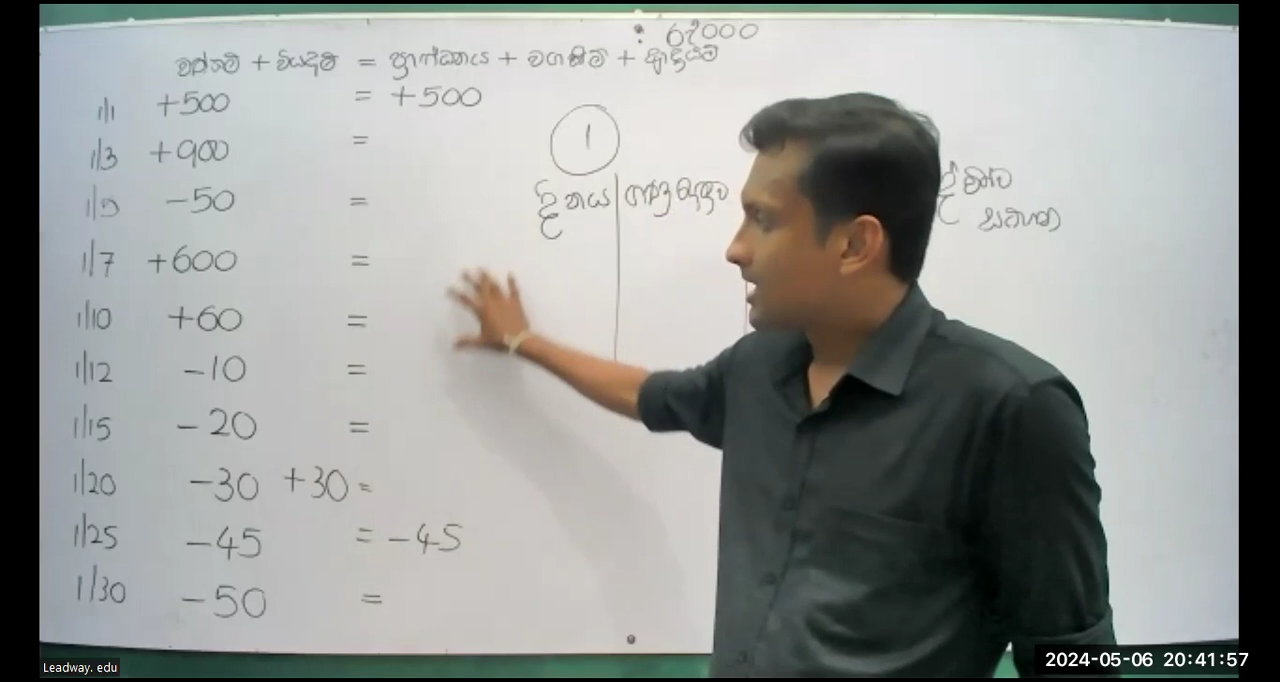 රු '000
වත්කම් + වියදම් = ප්‍රාග්ධනය + වගකීම් + ආදායම්
1/1 +500 = +500
1/3 +900 =
1/5 -50 =
1/7 +600 =
1/10 +60 =
1/12 -10 =
1/15 -20 =
1/20 -30 +30 =
1/25 -45 = -45
1/30 -50 =
1
දිනය
Leadway. edu
2024-05-06 20:41:57